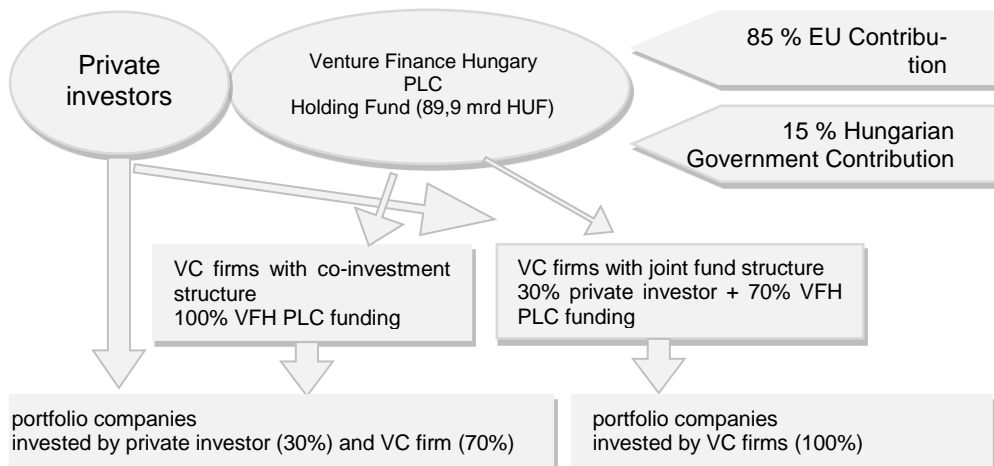 Private
investors
Venture Finance Hungary
PLC
Holding Fund (89,9 mrd HUF)
85 % EU Contribu-
tion
15 % Hungarian
Government Contribution
VC firms with co-investment
structure
100% VFH PLC funding
VC firms with joint fund structure
30% private investor + 70% VFH
PLC funding
portfolio companies
invested by private investor (30%) and VC firm (70%)
portfolio companies
invested by VC firms (100%)